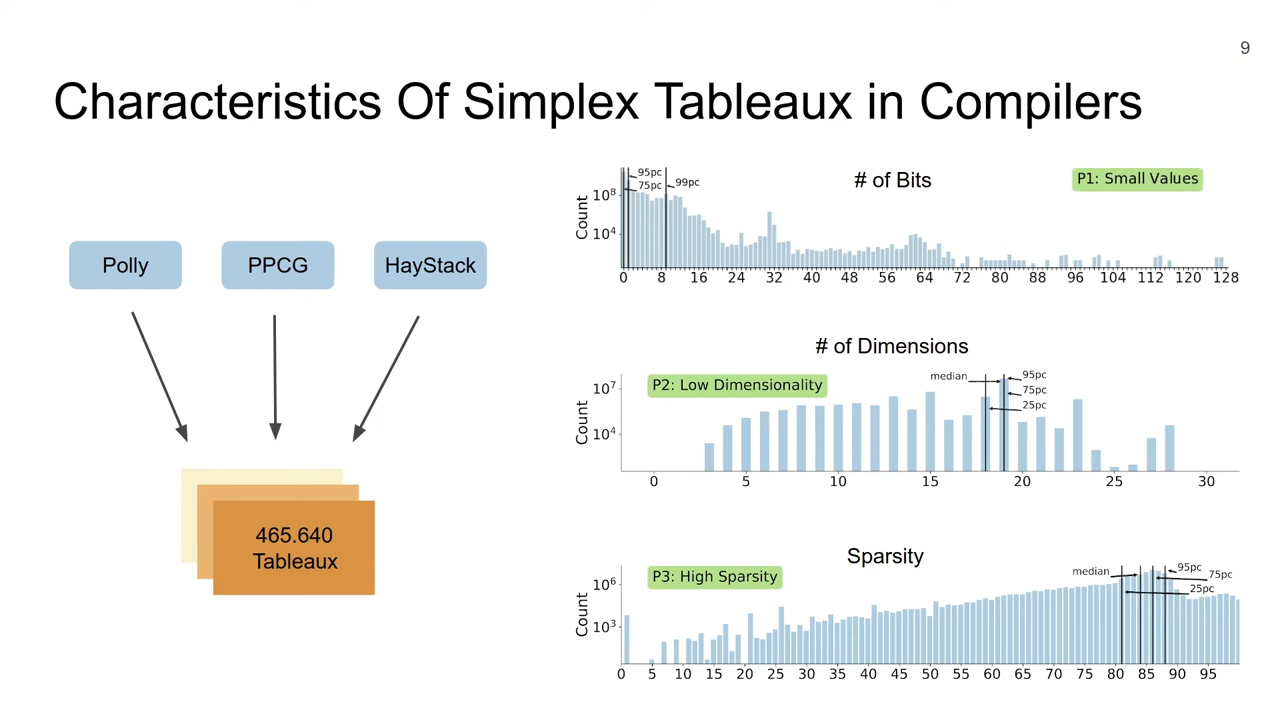 9
Characteristics Of Simplex Tableaux in Compilers
Polly
PPCG
HayStack
465.640
Tableaux
# of Bits
P1: Small Values
95pc
75pc
99pc
Count
10⁸
10⁴
0 8 16 24 32 40 48 56 64 72 80 88 96 104 112 120 128
# of Dimensions
P2: Low Dimensionality
median
95pc
75pc
25pc
Count
10⁷
10⁴
0 5 10 15 20 25 30
Sparsity
P3: High Sparsity
median
95pc
75pc
25pc
Count
10⁶
10³
0 5 10 15 20 25 30 35 40 45 50 55 60 65 70 75 80 85 90 95